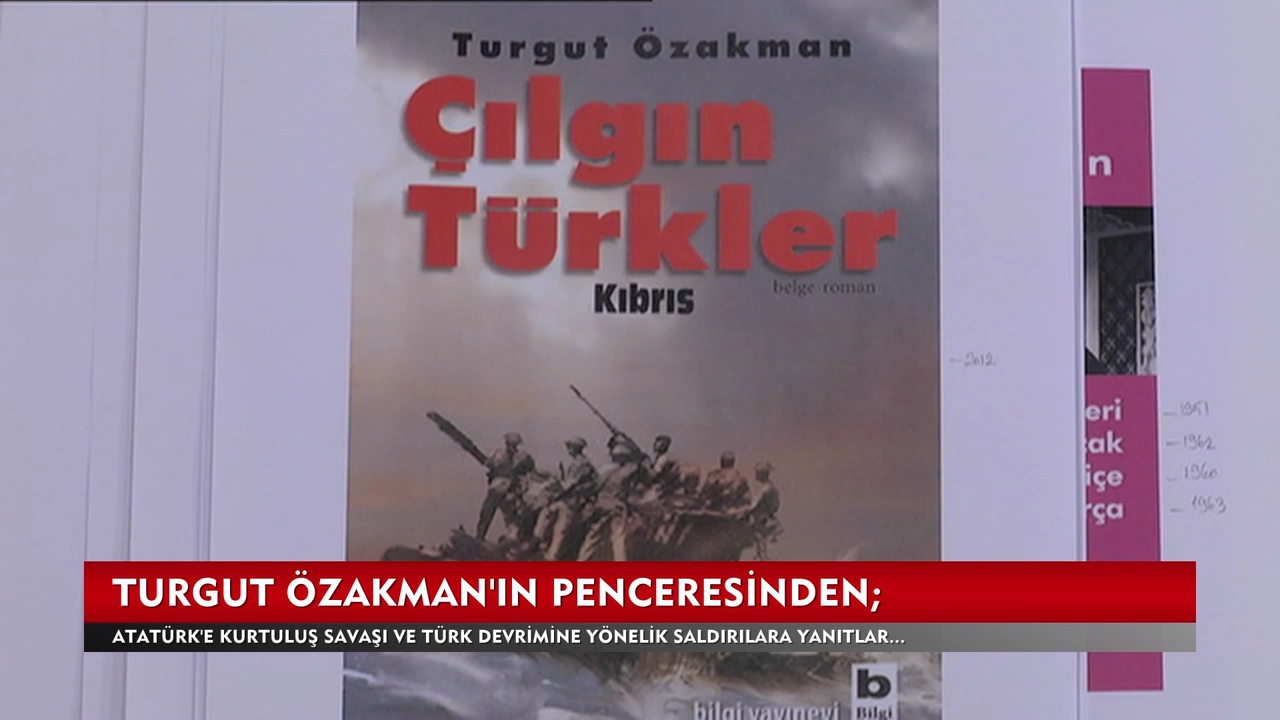 Turgut Özakman
Çılgın
Türkler
Kıbrıs
belge-roman
2012
n
eri
çak
içe
rça
1951
1962
1960
1963
TURGUT ÖZAKMAN'IN PENCERESİNDEN;
ATATÜRK'E KURTULUŞ SAVAŞI VE TÜRK DEVRİMİNE YÖNELİK SALDIRILARA YANITLAR...
bilgi yayınevi
b
Bilgi